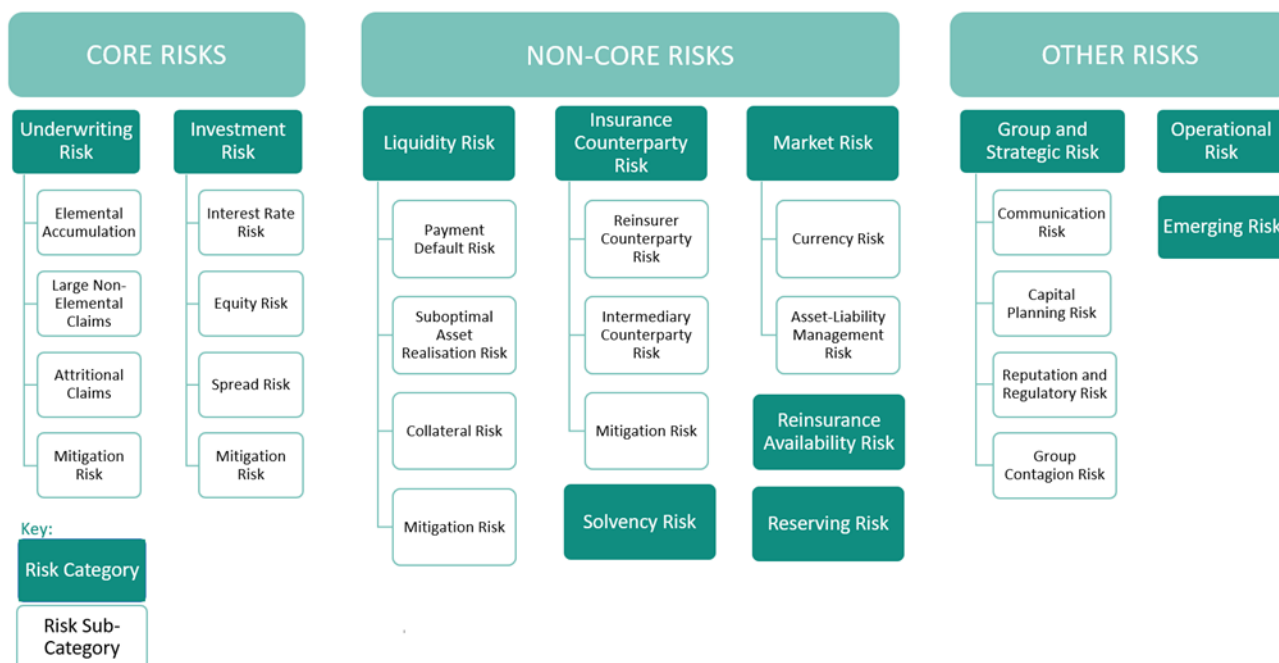 CORE RISKS
Underwriting
Risk
Elemental
Accumulation
Large Non-
Elemental
Claims
Attritional
Claims
Mitigation
Risk
Investment
Risk
Interest Rate
Risk
Equity Risk
Spread Risk
Mitigation
Risk
NON-CORE RISKS
Liquidity Risk
Payment
Default Risk
Suboptimal
Asset
Realisation Risk
Collateral Risk
Mitigation Risk
Insurance
Counterparty
Risk
Reinsurer
Counterparty
Risk
Intermediary
Counterparty
Risk
Mitigation Risk
Solvency Risk
Market Risk
Currency Risk
Asset-Liability
Management
Risk
Reinsurance
Availability Risk
Reserving Risk
OTHER RISKS
Group and
Strategic Risk
Communication
Risk
Capital
Planning Risk
Reputation and
Regulatory Risk
Group
Contagion Risk
Operational
Risk
Emerging Risk
Key:
Risk Category
Risk Sub-
Category